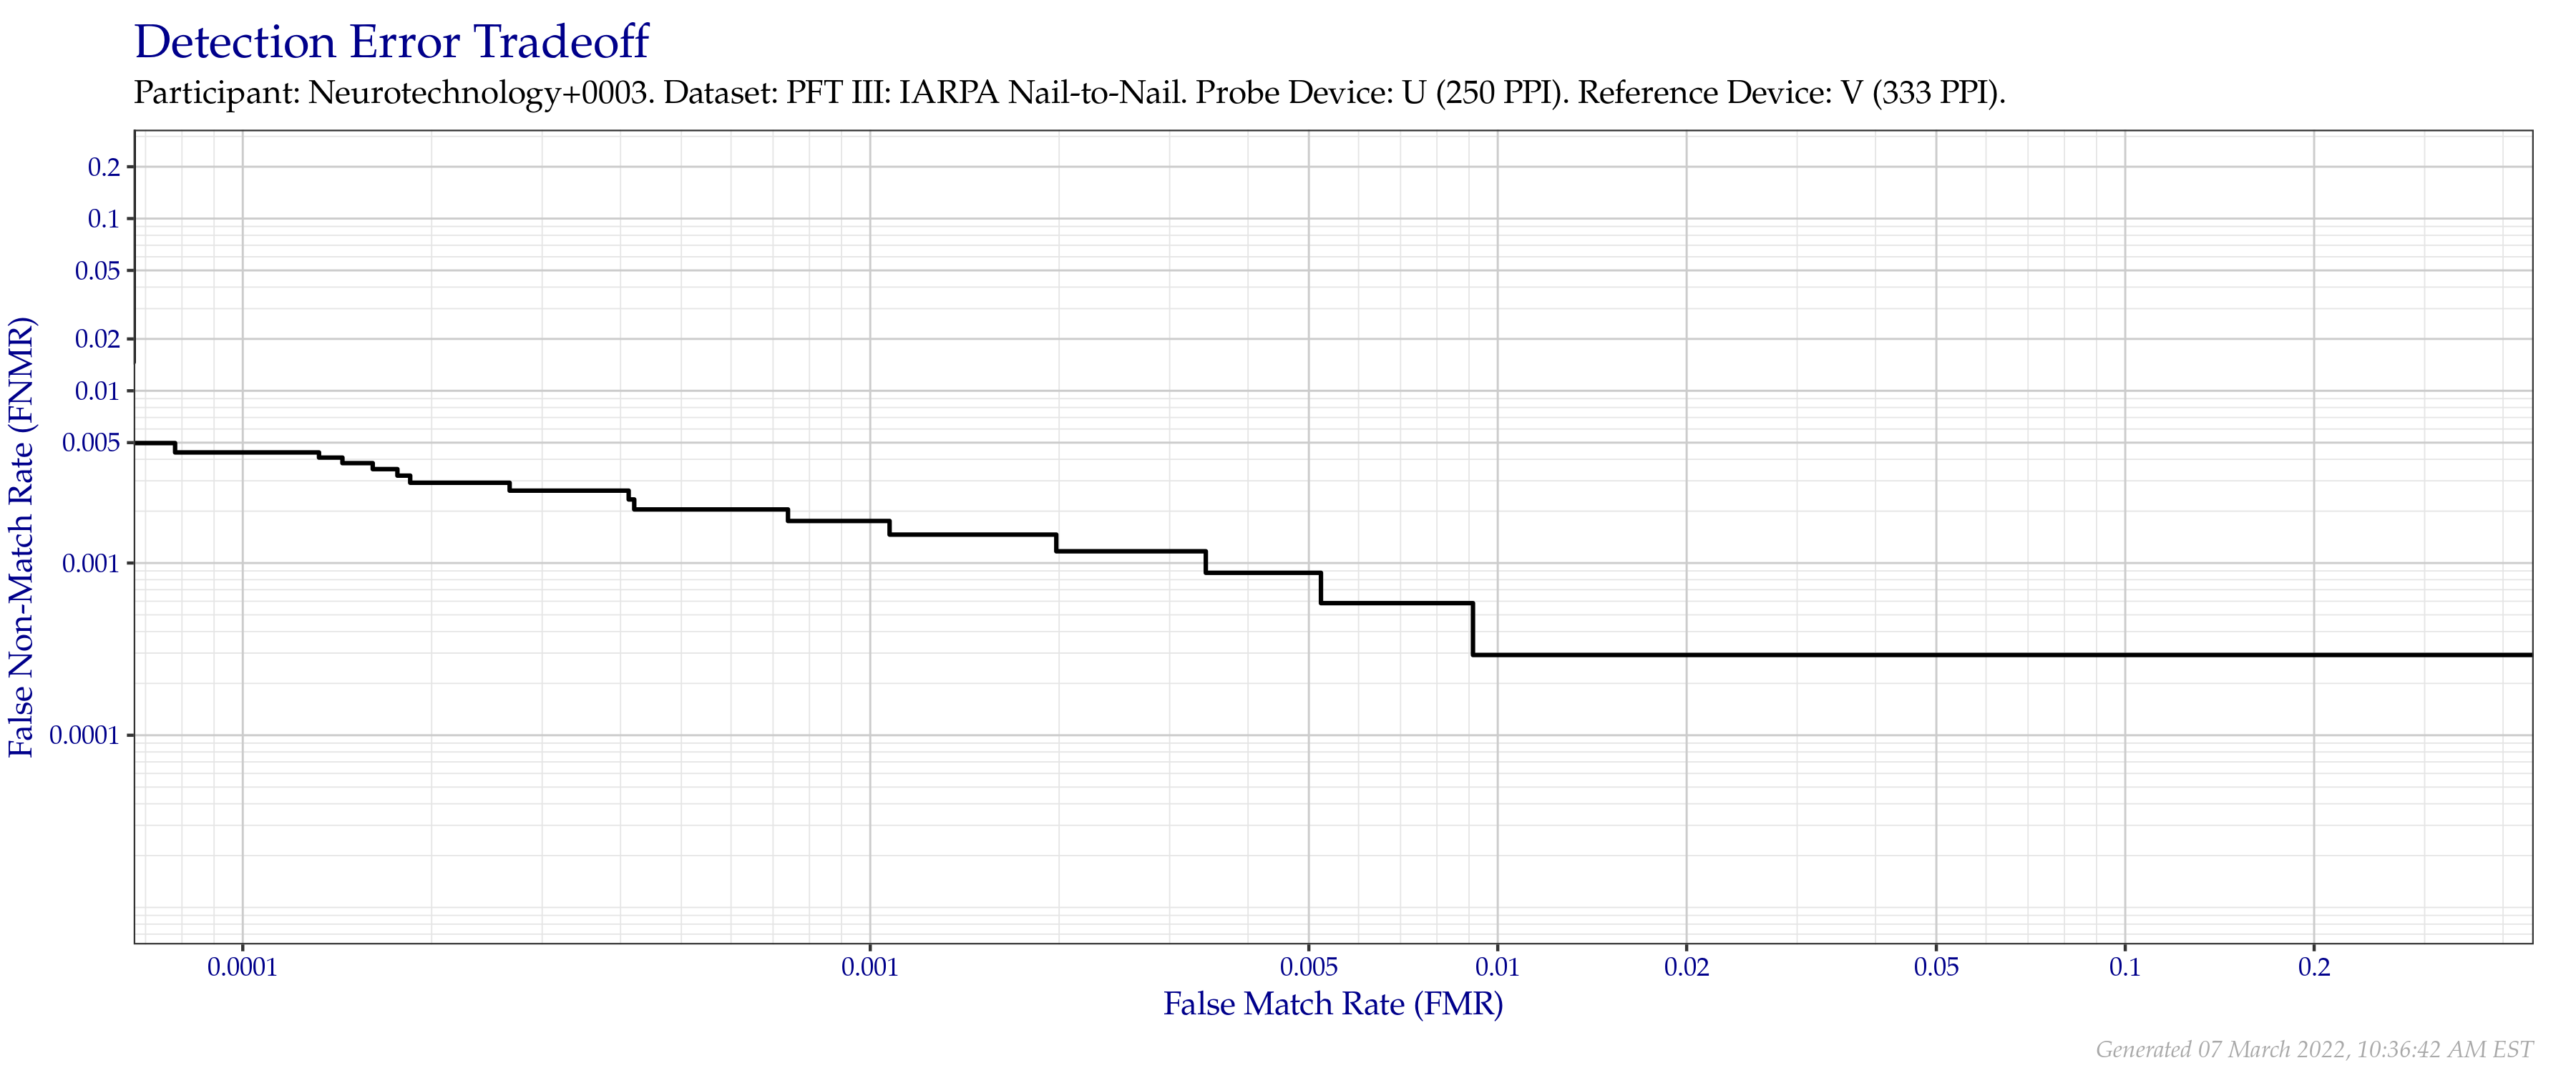 Detection Error Tradeoff
Participant: Neurotechnology+0003. Dataset: PFT III: IARPA Nail-to-Nail. Probe Device: U (250 PPI). Reference Device: V (333 PPI).
False Non-Match Rate (FNMR)
0.2
0.1
0.05
0.02
0.01
0.005
0.001
0.0001
0.0001 0.001 0.005 0.01 0.02 0.05 0.1 0.2
False Match Rate (FMR)
Generated 07 March 2022, 10:36:42 AM EST